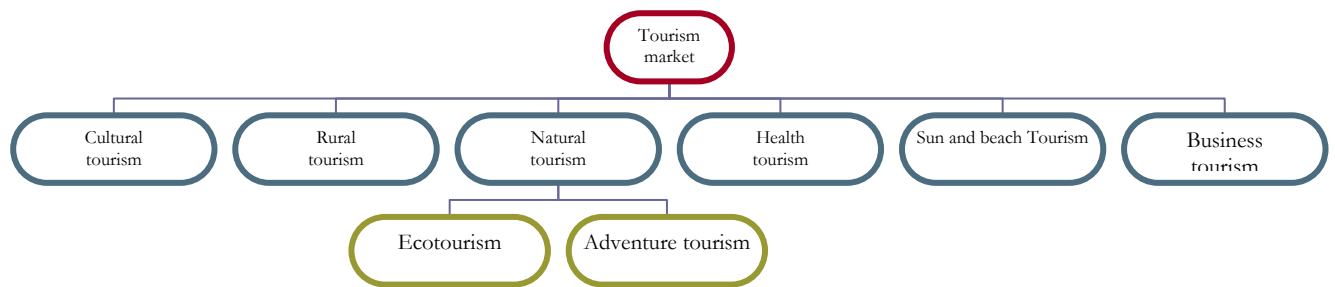 Tourism
market
Cultural
tourism
Rural
tourism
Natural
tourism
Health
tourism
Sun and beach Tourism
Business
tourism
Ecotourism
Adventure tourism